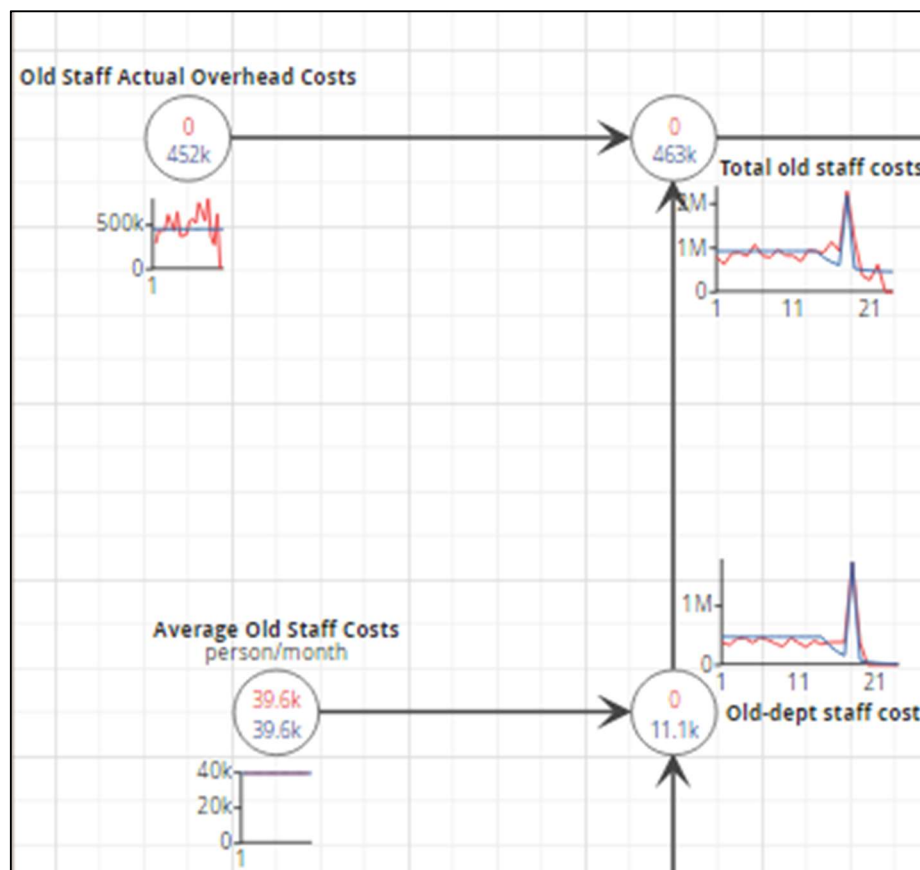 Old Staff Actual Overhead Costs
0
452k
0
463k
Total old staff costs
500k
0
1
1M
0
1
11
21
Average Old Staff Costs
person/month
39.6k
39.6k
40k
20k
0
1
1M
0
1
11
21
0
11.1k
Old-dept staff cost